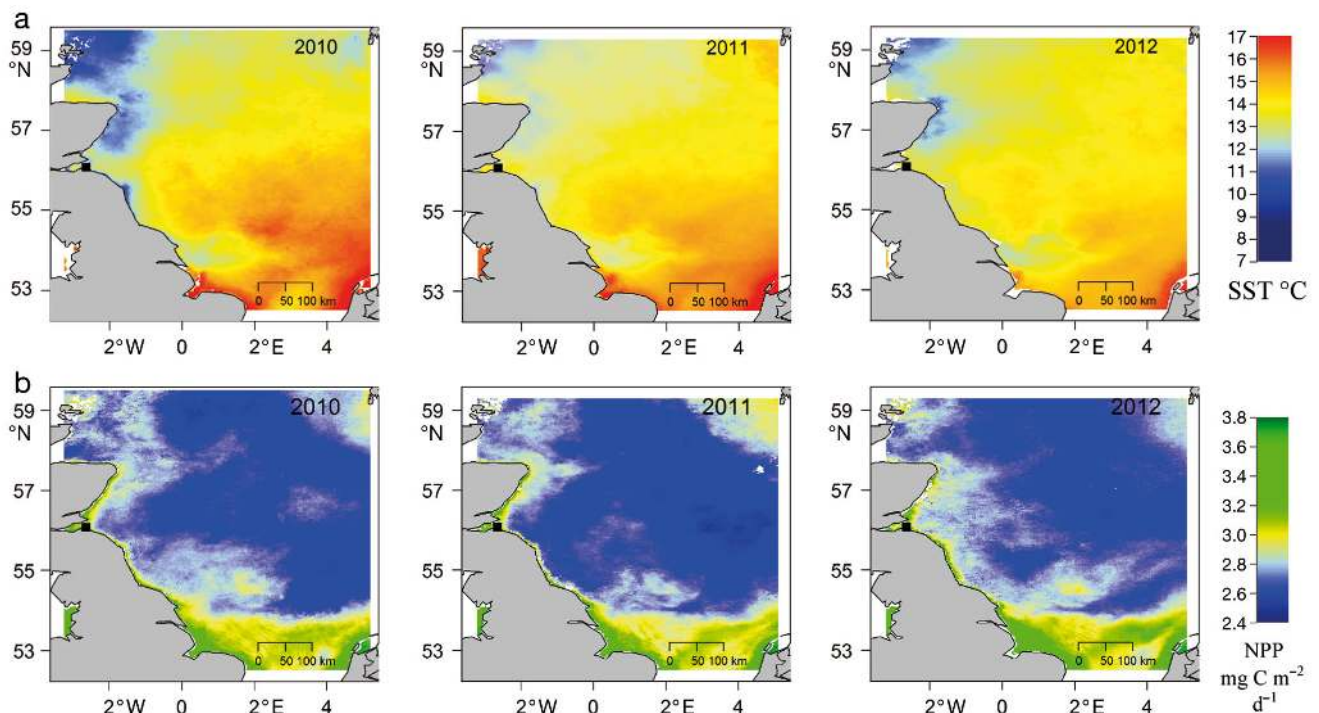 a
59
°N
57
55
53
2010
0 50 100 km
2°W 0 2°E 4
59
°N
57
55
53
2011
0 50 100 km
2°W 0 2°E 4
59
°N
57
55
53
2012
0 50 100 km
2°W 0 2°E 4
17
16
15
14
13
12
11
10
9
8
7
SST °C
b
59
°N
57
55
53
2010
0 50 100 km
2°W 0 2°E 4
59
°N
57
55
53
2011
0 50 100 km
2°W 0 2°E 4
59
°N
57
55
53
2012
0 50 100 km
2°W 0 2°E 4
3.8
3.6
3.4
3.2
3.0
2.8
2.6
2.4
NPP
mg C m⁻²
d⁻¹